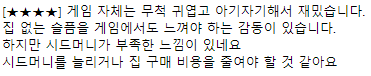 [★★★★] 게임 자체는 무척 귀엽고 아기자기해서 재밌습니다.
집 없는 슬픔을 게임에서도 느껴야 하는 감동이 있습니다.
하지만 시드머니가 부족한 느낌이 있네요
시드머니를 늘리거나 집 구매 비용을 줄여야 할 것 같아요